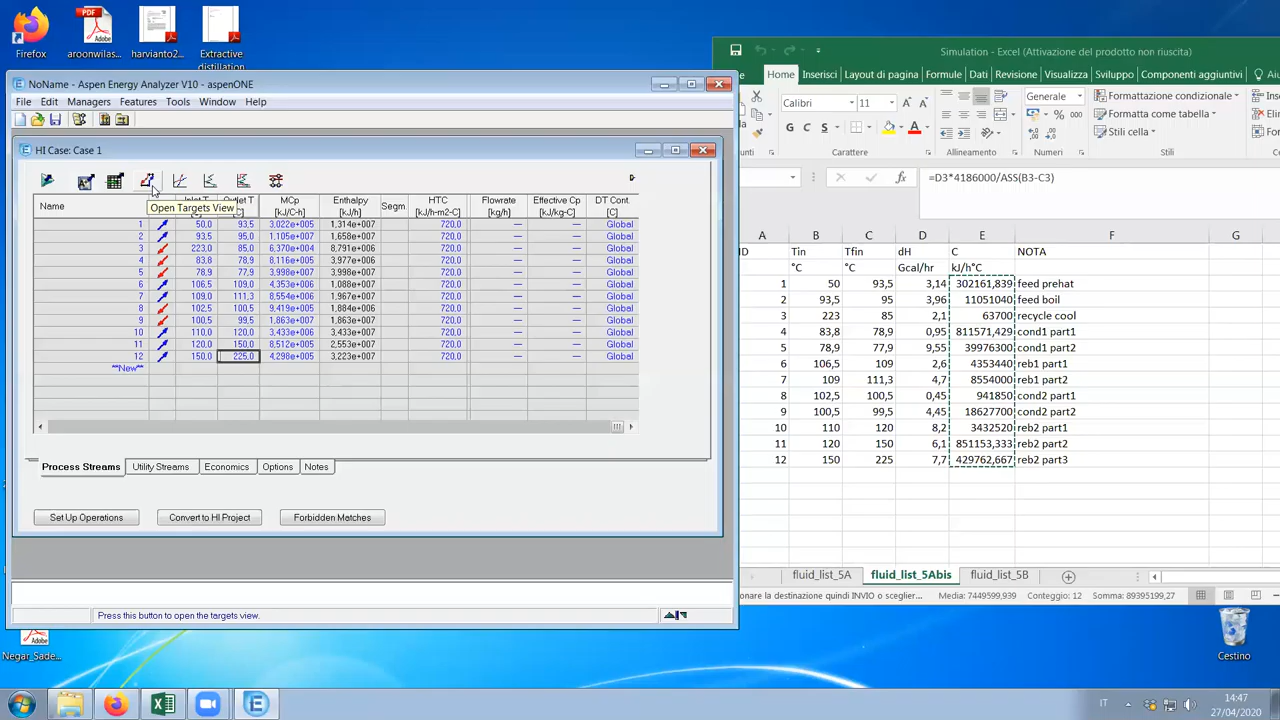 Firefox
aroonwilas...
harvianto2...
Extractive distillation
NoName - Aspen Energy Analyzer V10 - aspenONE
File Edit Managers Features Tools Window Help
HI Case: Case 1
Open Targets View
Name Inlet T Outlet T MCp Enthalpy Segm HTC Flowrate Effective Cp DT Cont.
[C] [kJ/C-h] [kJ/h] [kJ/h-m2-C] [kg/h] [kJ/kg-C] [C]
1 50,0 93,5 3,022e+005 1,314e+007 720,0 — — Global
2 93,5 95,0 1,105e+007 1,658e+007 720,0 — — Global
3 223,0 85,0 6,370e+004 8,791e+006 720,0 — — Global
4 83,8 78,9 8,116e+005 3,977e+006 720,0 — — Global
5 78,9 77,9 3,998e+007 3,998e+007 720,0 — — Global
6 106,5 109,0 4,353e+006 1,088e+007 720,0 — — Global
7 109,0 111,3 8,554e+006 1,967e+007 720,0 — — Global
8 102,5 100,5 9,419e+005 1,884e+006 720,0 — — Global
9 100,5 99,5 1,863e+007 1,863e+007 720,0 — — Global
10 110,0 120,0 3,433e+006 3,433e+007 720,0 — — Global
11 120,0 150,0 8,512e+005 2,553e+007 720,0 — — Global
12 150,0 225,0 4,298e+005 3,223e+007 720,0 — — Global
**New**
Process Streams Utility Streams Economics Options Notes
Set Up Operations Convert to HI Project Forbidden Matches
Press this button to open the targets view.
Simulation - Excel (Attivazione del prodotto non riuscita)
Home Inserisci Layout di pagina Formule Dati Revisione Visualizza Sviluppo Componenti aggiuntivi
Calibri 11 Generale Formattazione condizionale
G C S % Formatta come tabella
Stili cella
Carattere Stili
=D3*4186000/ASS(B3-C3)
A B C D E F G
Tin Tfin dH C NOTA
°C °C Gcal/hr kJ/h°C
1 50 93,5 3,14 302161,839 feed prehat
2 93,5 95 3,96 11051040 feed boil
3 223 85 2,1 63700 recycle cool
4 83,8 78,9 0,95 811571,429 cond1 part1
5 78,9 77,9 9,55 39976300 cond1 part2
6 106,5 109 2,6 4353440 reb1 part1
7 109 111,3 4,7 8554000 reb1 part2
8 102,5 100,5 0,45 941850 cond2 part1
9 100,5 99,5 4,45 18627700 cond2 part2
10 110 120 8,2 3432520 reb2 part1
11 120 150 6,1 851153,333 reb2 part2
12 150 225 7,7 429762,667 reb2 part3
fluid_list_5A fluid_list_5Abis fluid_list_5B
onare la destinazione quindi INVIO o sceglier... Media: 7449599,939 Conteggio: 12 Somma: 89395199,27
Negar_Sade...
Cestino
IT
14:47
27/04/2020